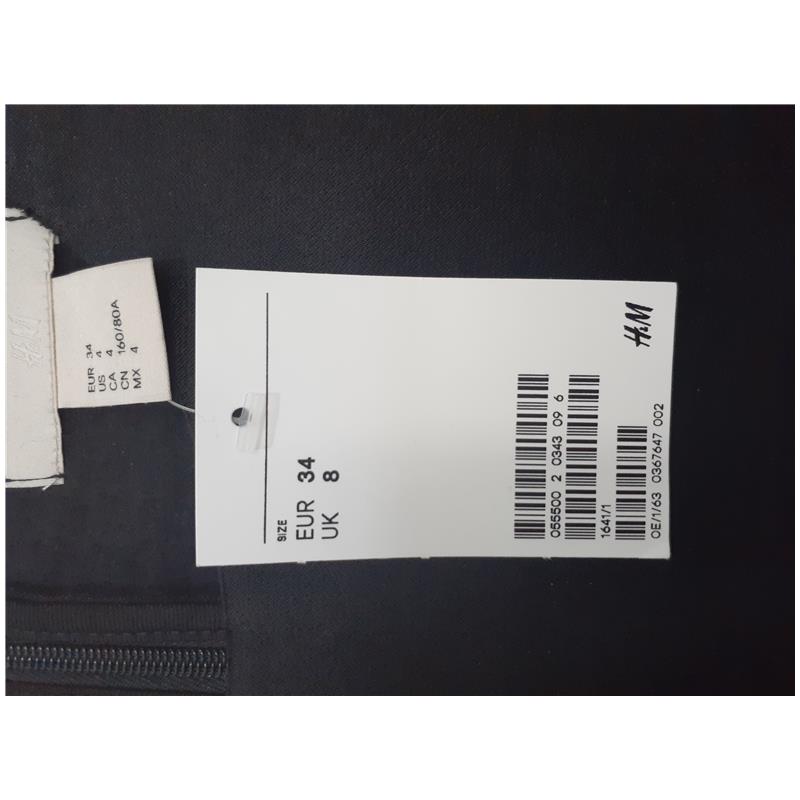 H&M
EUR 34
US 4
CA 4
CN 160/80A
MX 4
SIZE
EUR 34
UK 8
055500 2 0343 09 6
1641/1
OE/1/63 0367647 002
H&M